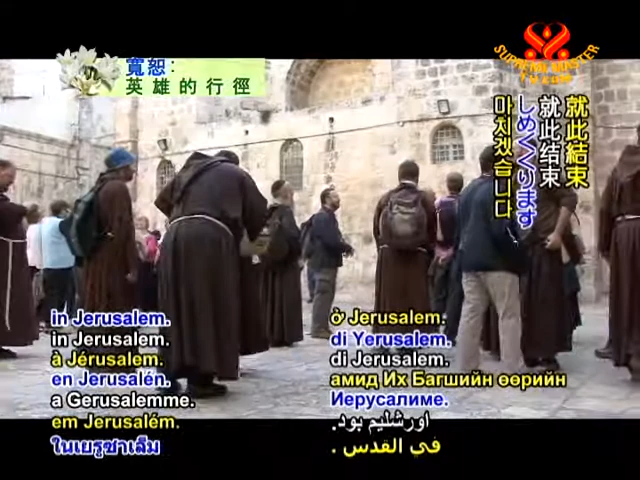 寬恕:
英雄的行徑
SUPREME MASTER
TV.COM
就此結束
就此结束
しめくくります
마치겠습니다
in Jerusalem.
in Jerusalem.
à Jérusalem.
en Jerusalén.
a Gerusalemme.
em Jerusalém.
ในเยรูซาเล็ม
ở Jerusalem.
di Yerusalem.
di Jerusalem.
амид Их Багшийн өөрийн
Иерусалиме.
اورشلیم بود.
في القدس .